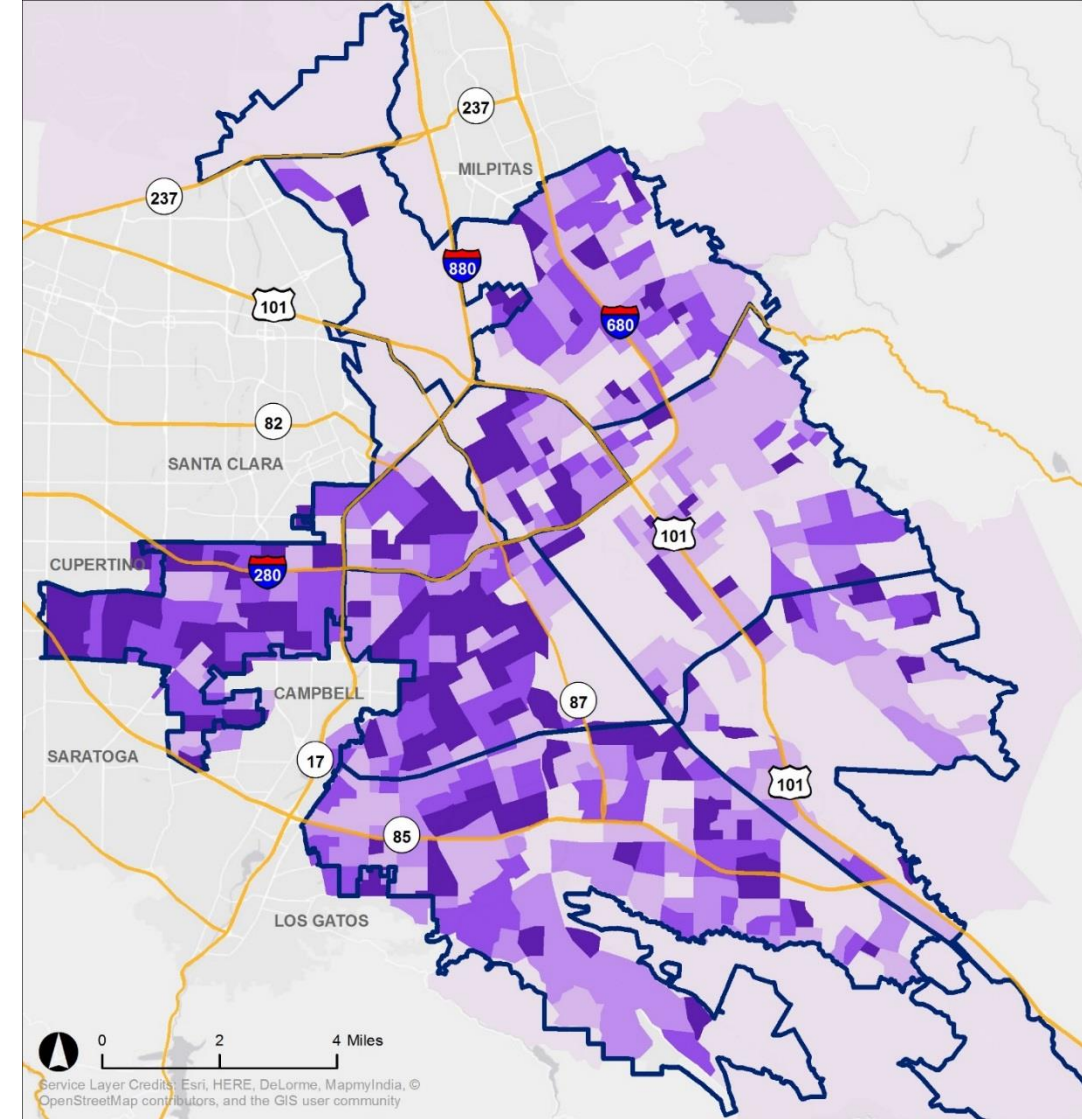 237
MILPITAS
237
880
101
680
82
SANTA CLARA
101
CUPERTINO
280
CAMPBELL
87
SARATOGA
17
101
85
LOS GATOS
0 2 4 Miles
Service Layer Credits: Esri, HERE, DeLorme, MapmyIndia, ©
OpenStreetMap contributors, and the GIS user community